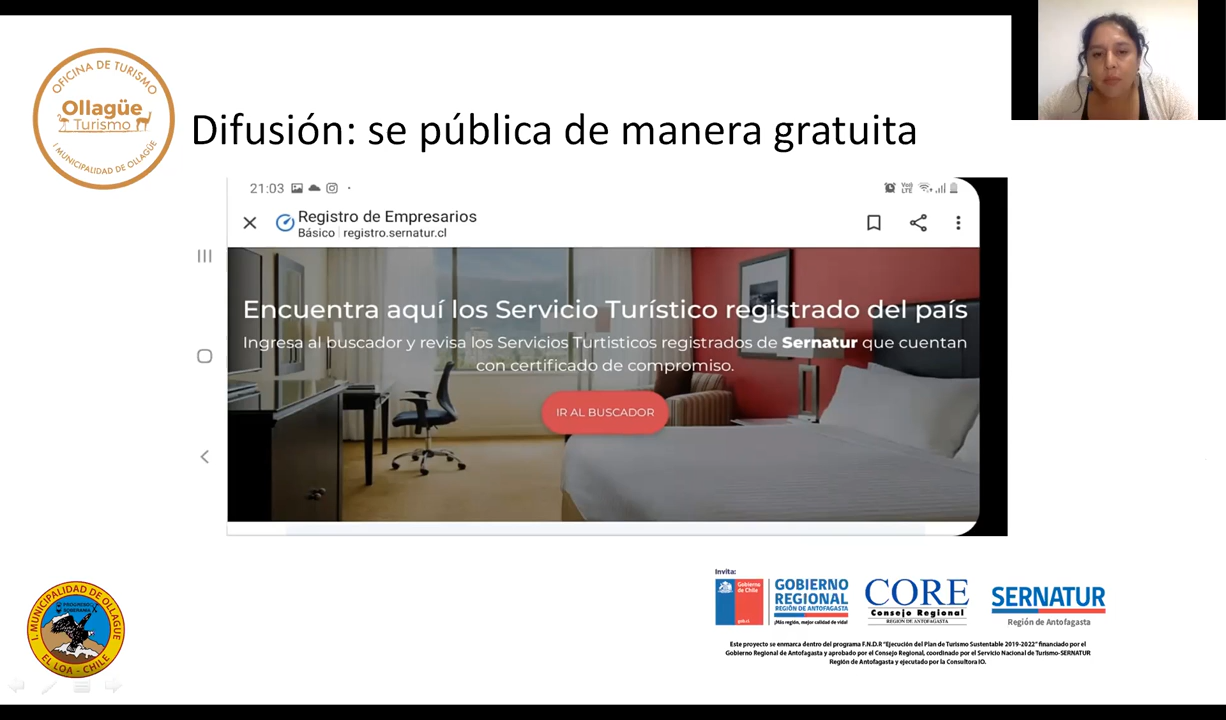 OFICINA DE TURISMO
Ollagüe
Turismo
I MUNICIPALIDAD DE OLLAGÜE
Difusión: se pública de manera gratuita
21:03
Registro de Empresarios
Básico registro.sernatur.cl
Encuentra aquí los Servicio Turístico registrado del país
Ingresa al buscador y revisa los Servicios Turtisticos registrados de Sernatur que cuentan
con certificado de compromiso.
IR AL BUSCADOR
I. MUNICIPALIDAD DE OLLAGUE
EL LOA - CHILE
Invita:
Gobierno
de Chile
gob.cl
GOBIERNO
REGIONAL
REGIÓN DE ANTOFAGASTA
¡Más región, mejor calidad de vida!
CORE
Consejo Regional
REGION DE ANTOFAGASTA
SERNATUR
Región de Antofagasta
Este proyecto se enmarca dentro del programa F.N.D.R "Ejecución del Plan de Turismo Sustentable 2019-2022" financiado por el
Gobierno Regional de Antofagasta y aprobado por el Consejo Regional, coordinado por el Servicio Nacional de Turismo-SERNATUR
Región de Antofagasta y ejecutado por la Consultora IO.